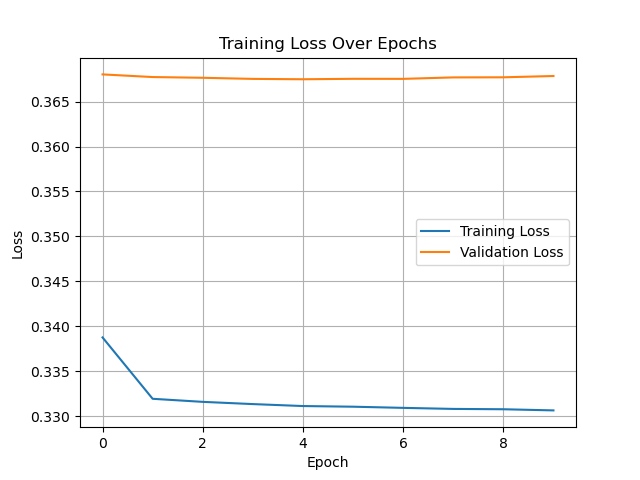 Training Loss Over Epochs
Loss
0.365
0.360
0.355
0.350
0.345
0.340
0.335
0.330
Training Loss
Validation Loss
0 2 4 6 8
Epoch